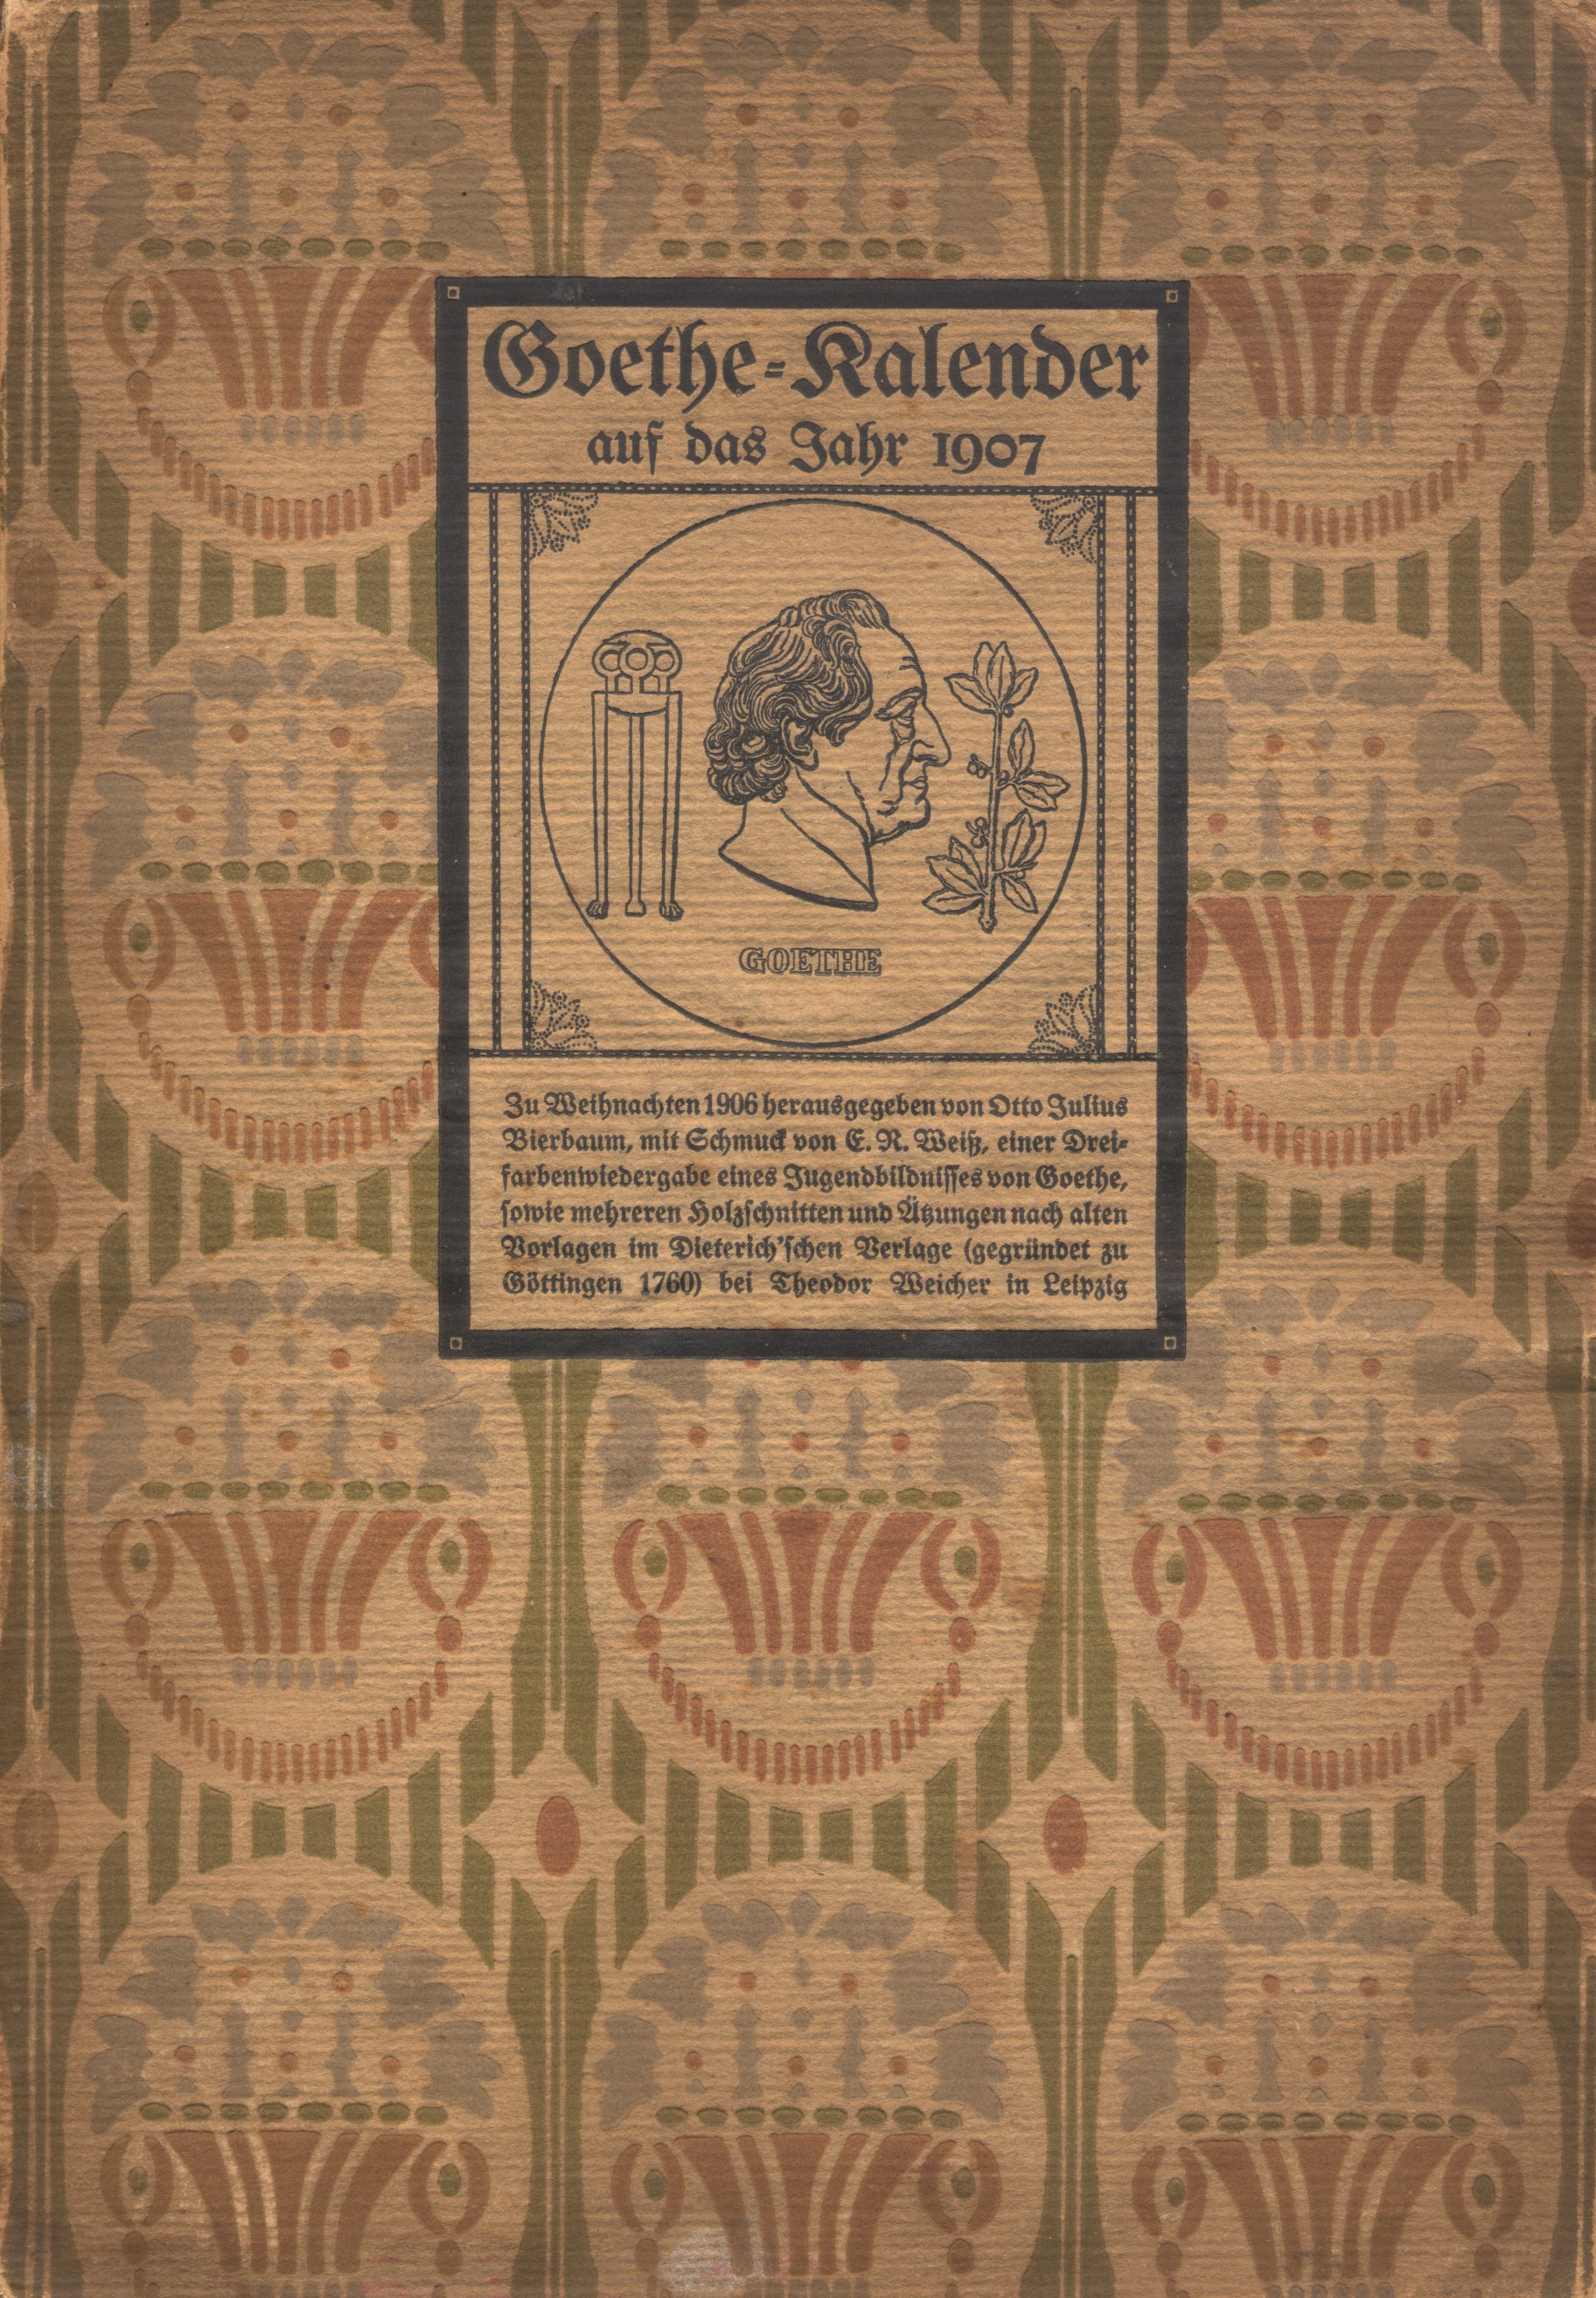 Goethe-Kalender
auf das Jahr 1907
GOETHE
Zu Weihnachten 1906 herausgegeben von Otto Julius
Bierbaum, mit Schmuck von E. R. Weiß, einer Drei-
farbenwiedergabe eines Jugendbildnisses von Goethe,
sowie mehreren Holzschnitten und Ätzungen nach alten
Vorlagen im Dieterich'schen Verlage (gegründet zu
Göttingen 1760) bei Theodor Weicher in Leipzig